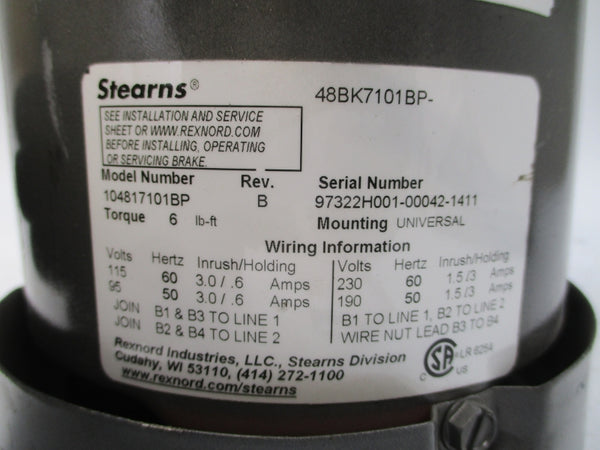 Stearns®
48BK7101BP-
SEE INSTALLATION AND SERVICE
SHEET OR WWW.REXNORD.COM
BEFORE INSTALLING, OPERATING
OR SERVICING BRAKE.
Model Number Rev. Serial Number
104817101BP B 97322H001-00042-1411
Torque 6 lb-ft Mounting UNIVERSAL
Wiring Information
Volts Hertz Inrush/Holding Volts Hertz Inrush/Holding
115 60 3.0 / .6 Amps 230 60 1.5 /3 Amps
95 50 3.0 / .6 Amps 190 50 1.5 /3 Amps
JOIN B1 & B3 TO LINE 1 B1 TO LINE 1, B2 TO LINE 2
JOIN B2 & B4 TO LINE 2 WIRE NUT LEAD B3 TO B4
Rexnord Industries, LLC., Stearns Division
Cudahy, WI 53110, (414) 272-1100
www.rexnord.com/stearns
C SA US LR 6254